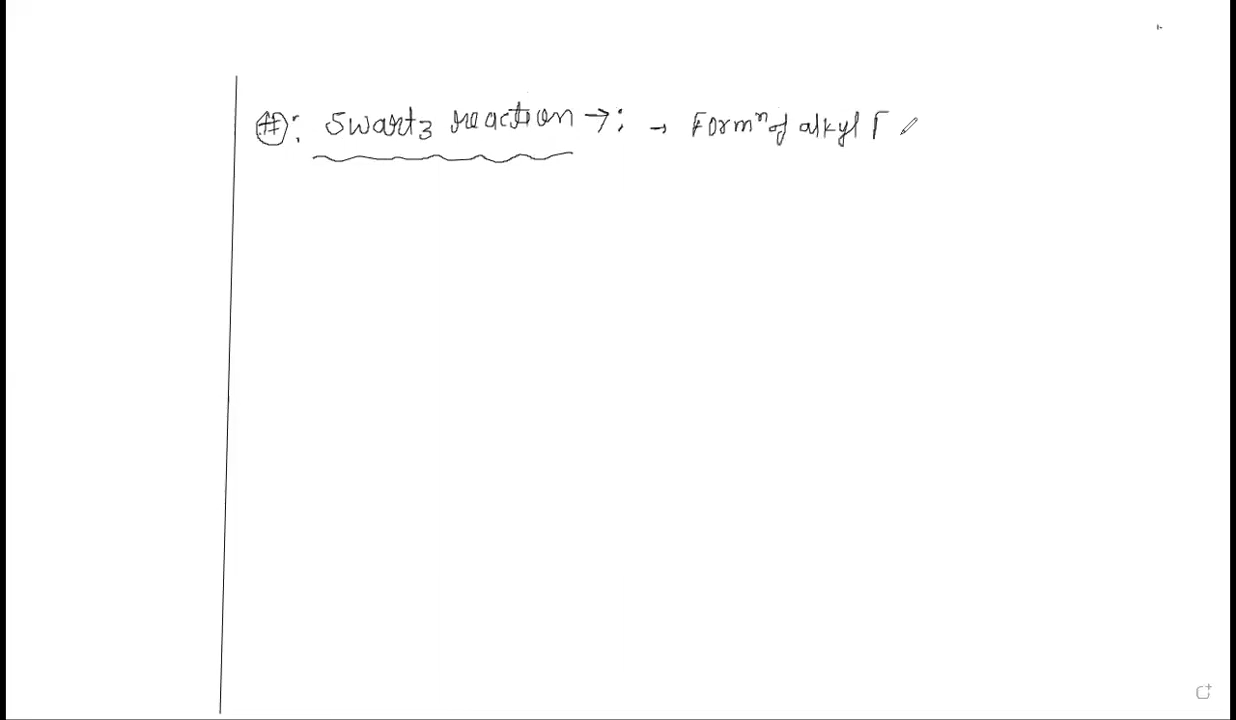 #: Swartz reaction →: → Formⁿ of alkyl